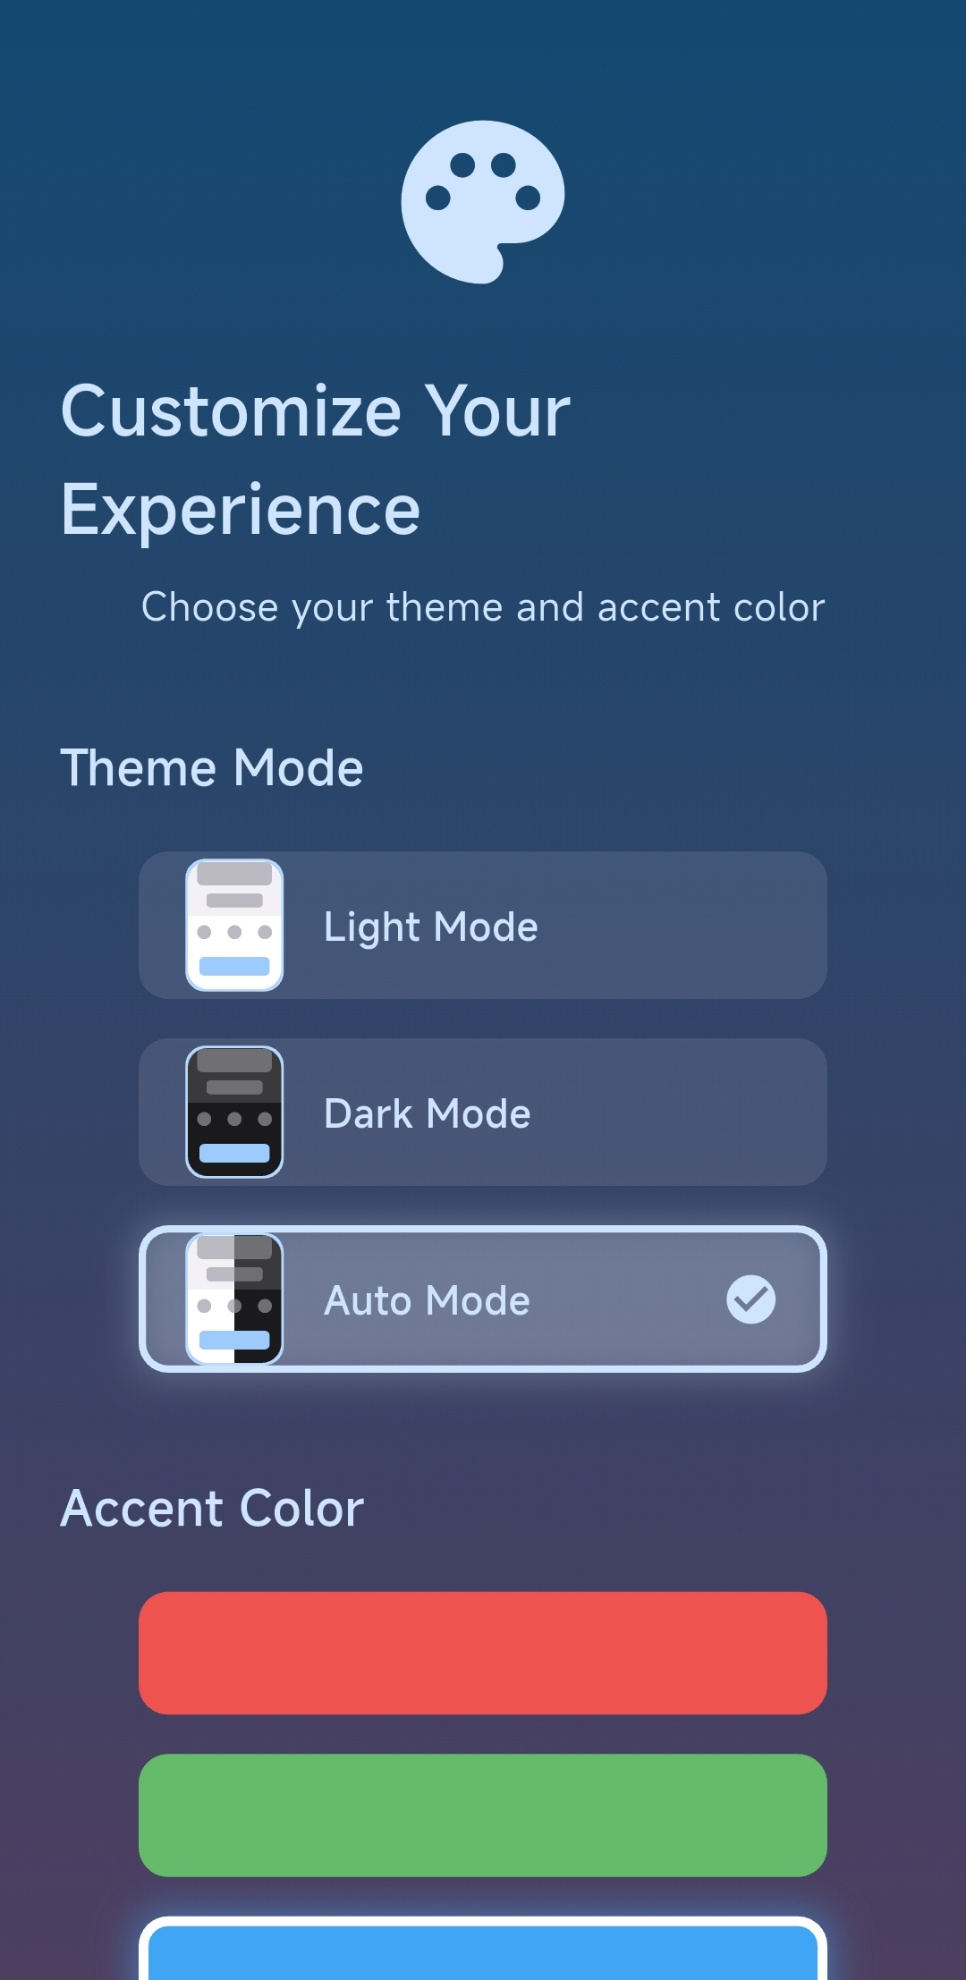 Customize Your
Experience
Choose your theme and accent color
Theme Mode
Light Mode
Dark Mode
Auto Mode
Accent Color